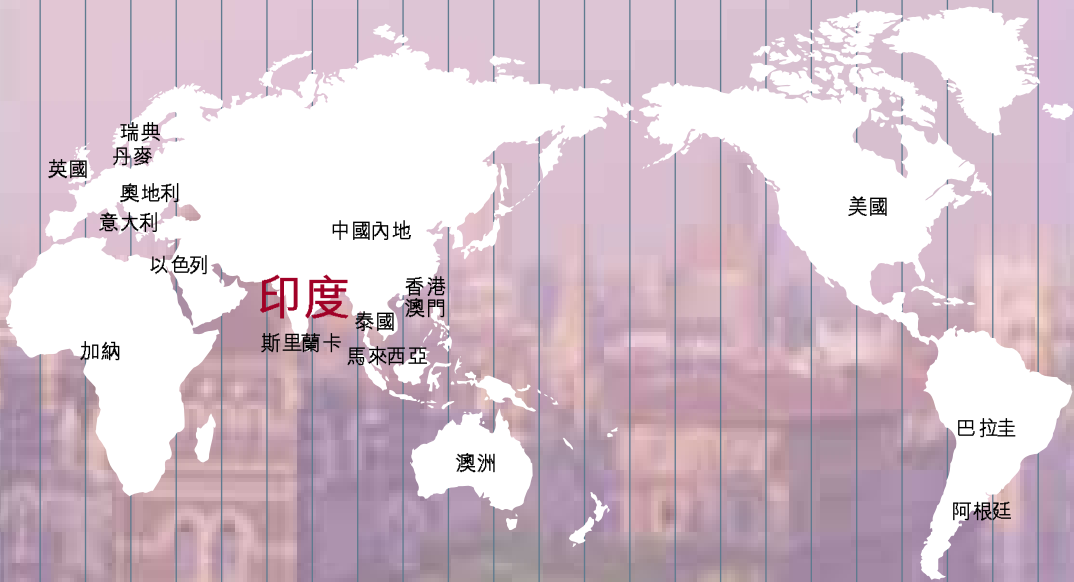 瑞典
丹麥
英國
奧地利
意大利
美國
中國內地
以色列
印度
香港
澳門
泰國
斯里蘭卡
馬來西亞
加納
巴拉圭
澳洲
阿根廷